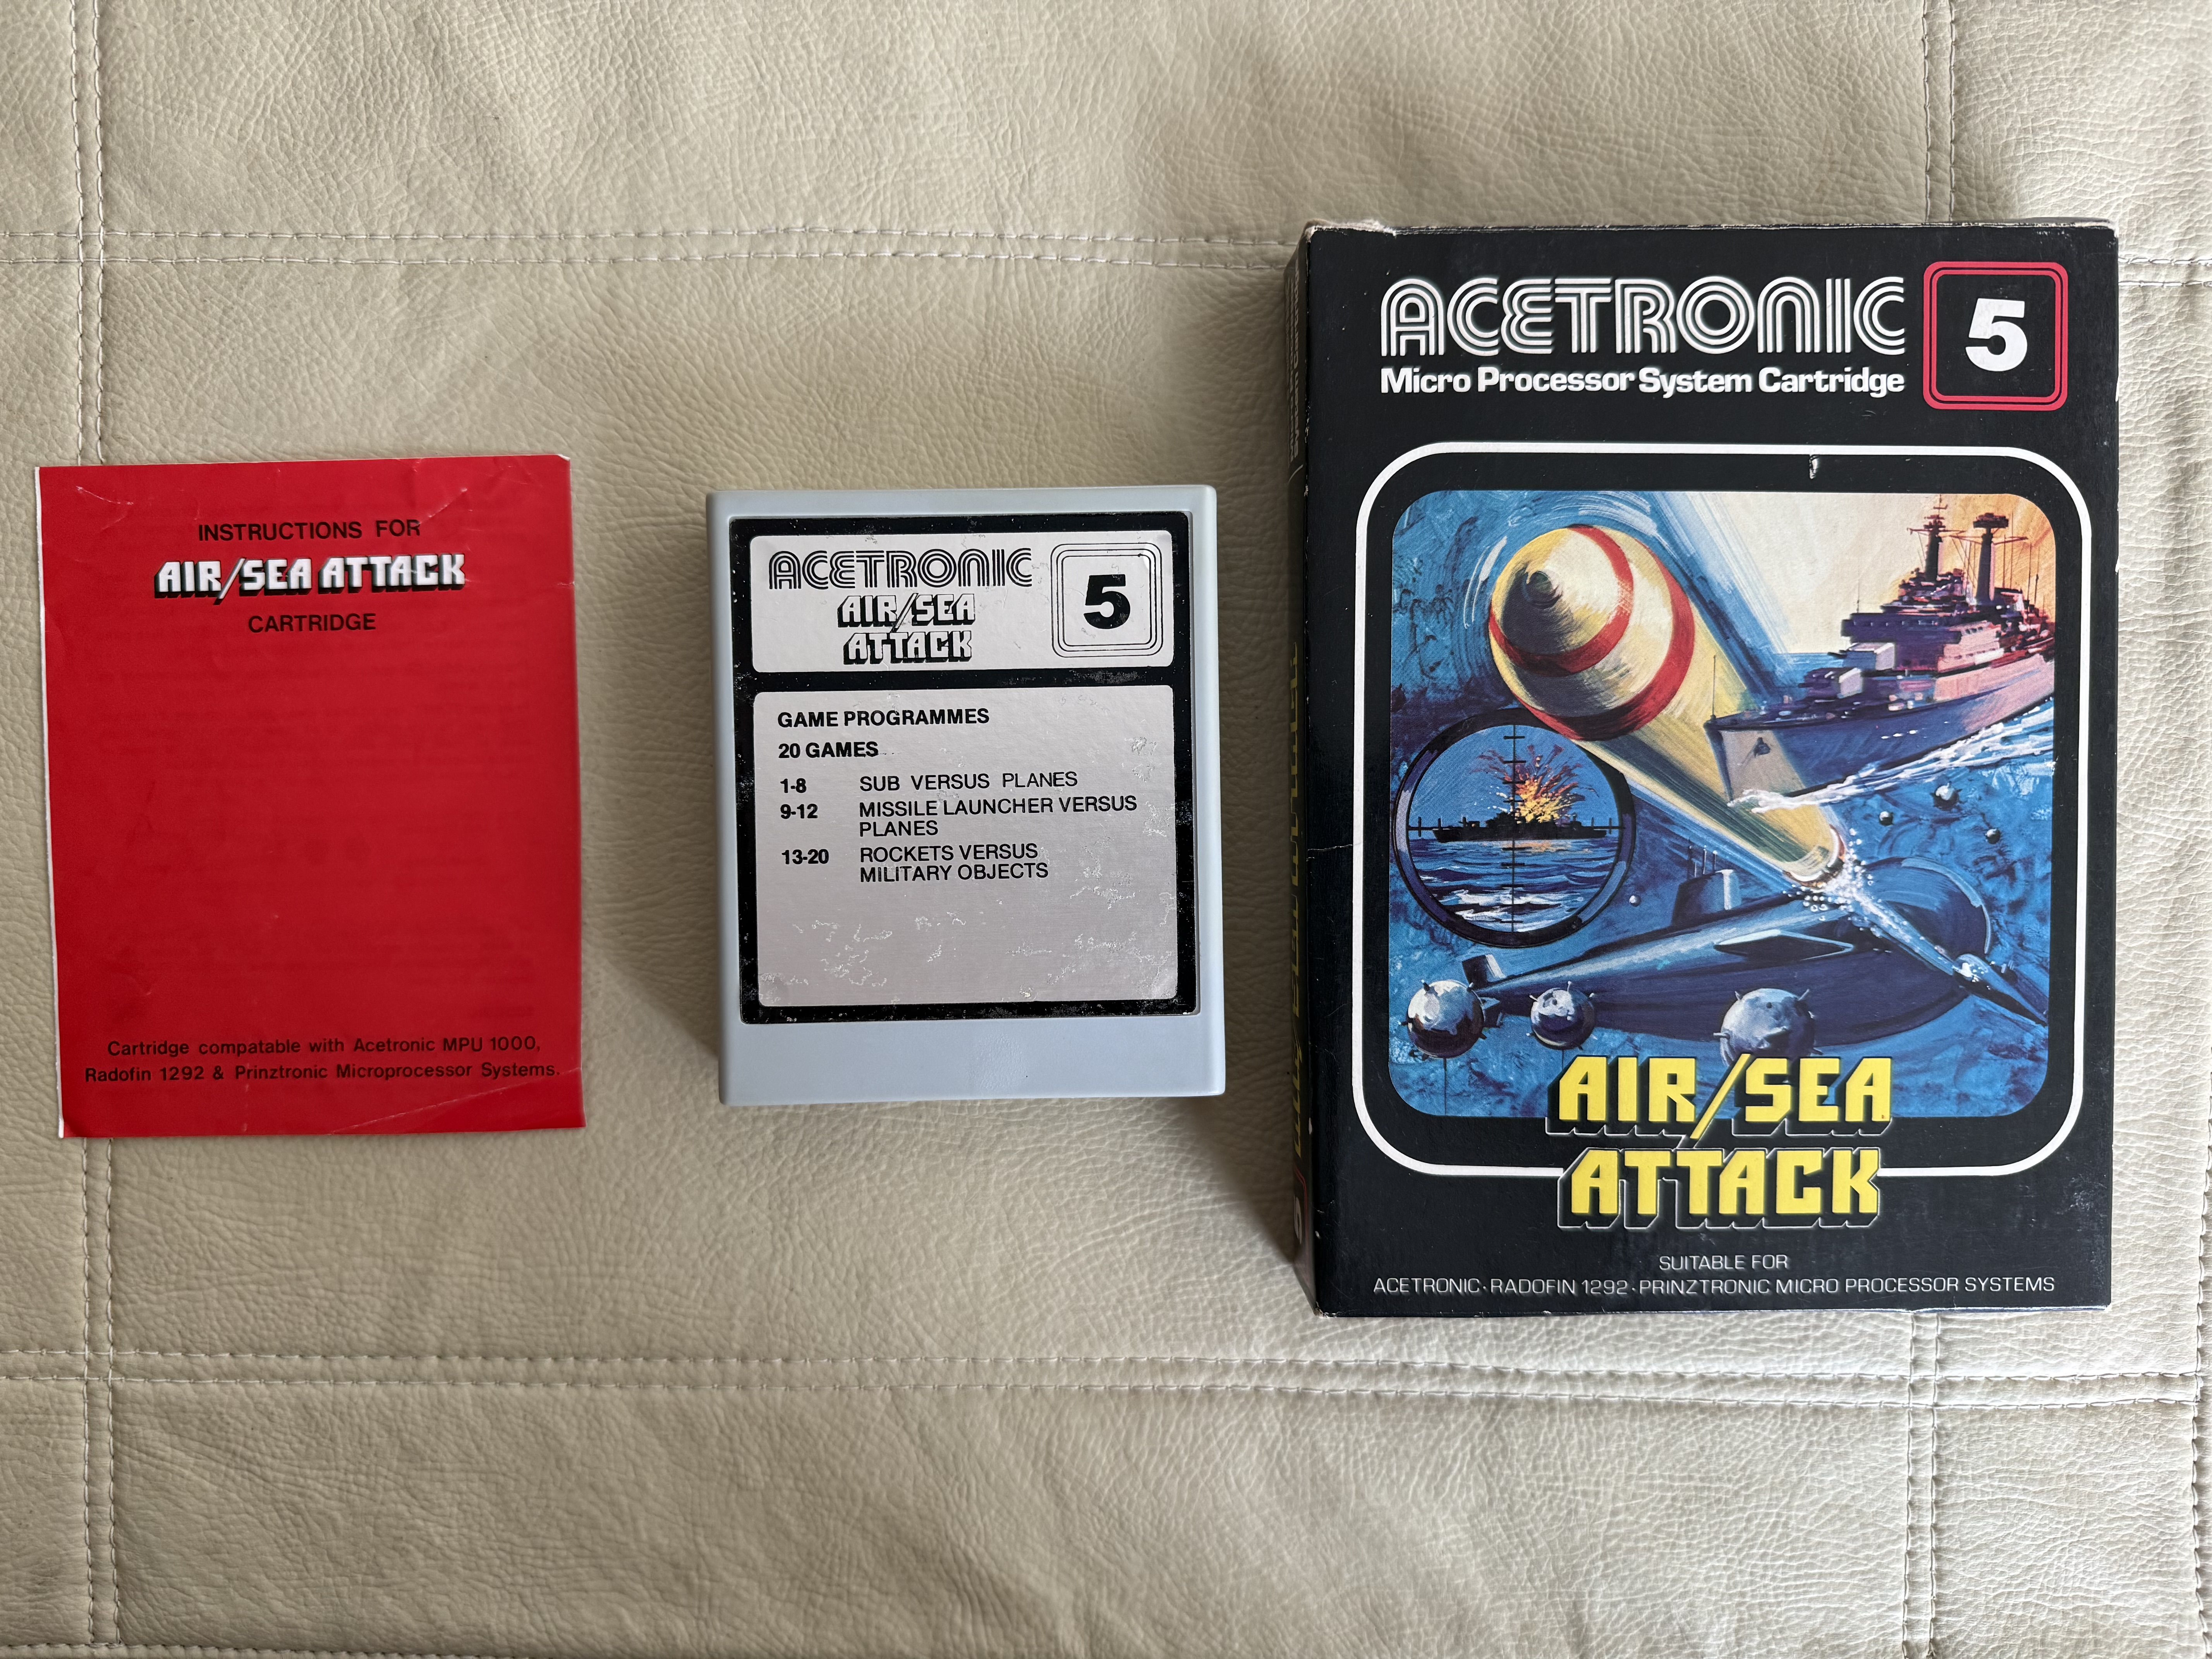 INSTRUCTIONS FOR
AIR/SEA ATTACK
CARTRIDGE
Cartridge compatable with Acetronic MPU 1000,
Radofin 1292 & Prinztronic Microprocessor Systems.
ACETRONIC
AIR/SEA
ATTACK
5
GAME PROGRAMMES
20 GAMES
1-8 SUB VERSUS PLANES
9-12 MISSILE LAUNCHER VERSUS
PLANES
13-20 ROCKETS VERSUS
MILITARY OBJECTS
ACETRONIC
Micro Processor System Cartridge
5
AIR/SEA
ATTACK
SUITABLE FOR
ACETRONIC · RADOFIN 1292 · PRINZTRONIC MICRO PROCESSOR SYSTEMS